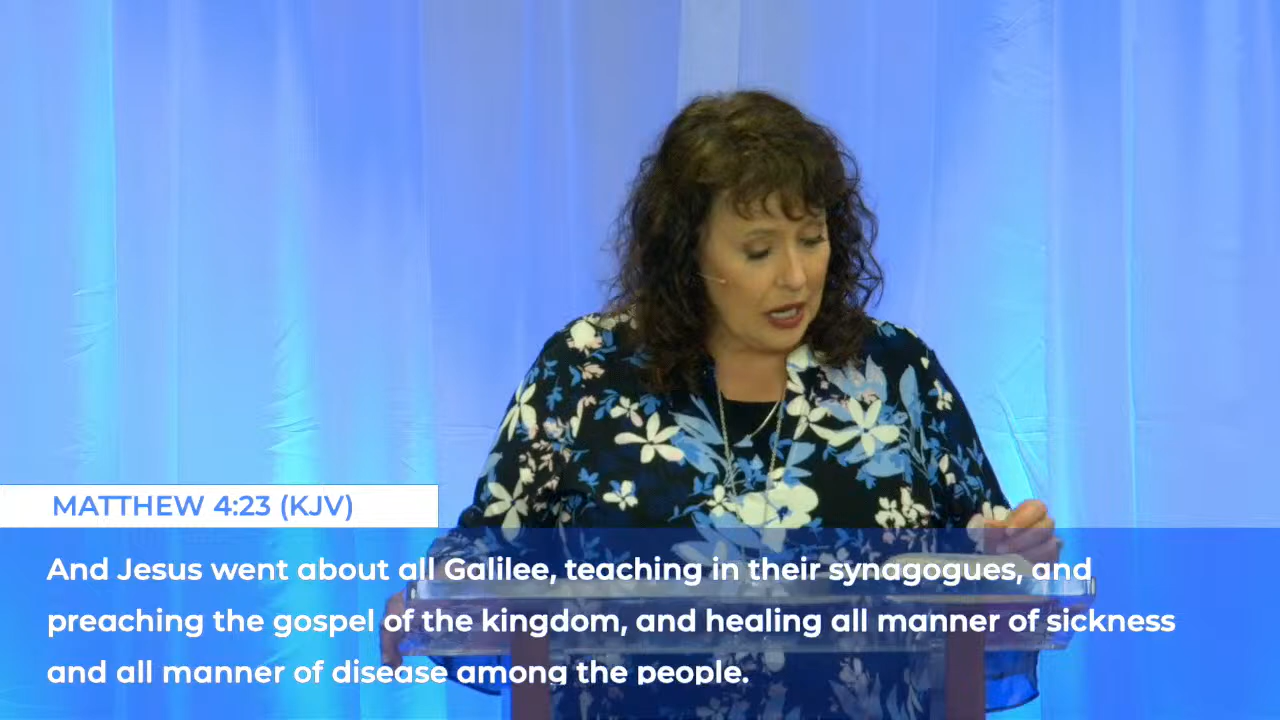 MATTHEW 4:23 (KJV)
And Jesus went about all Galilee, teaching in their synagogues, and
preaching the gospel of the kingdom, and healing all manner of sickness
and all manner of disease among the people.